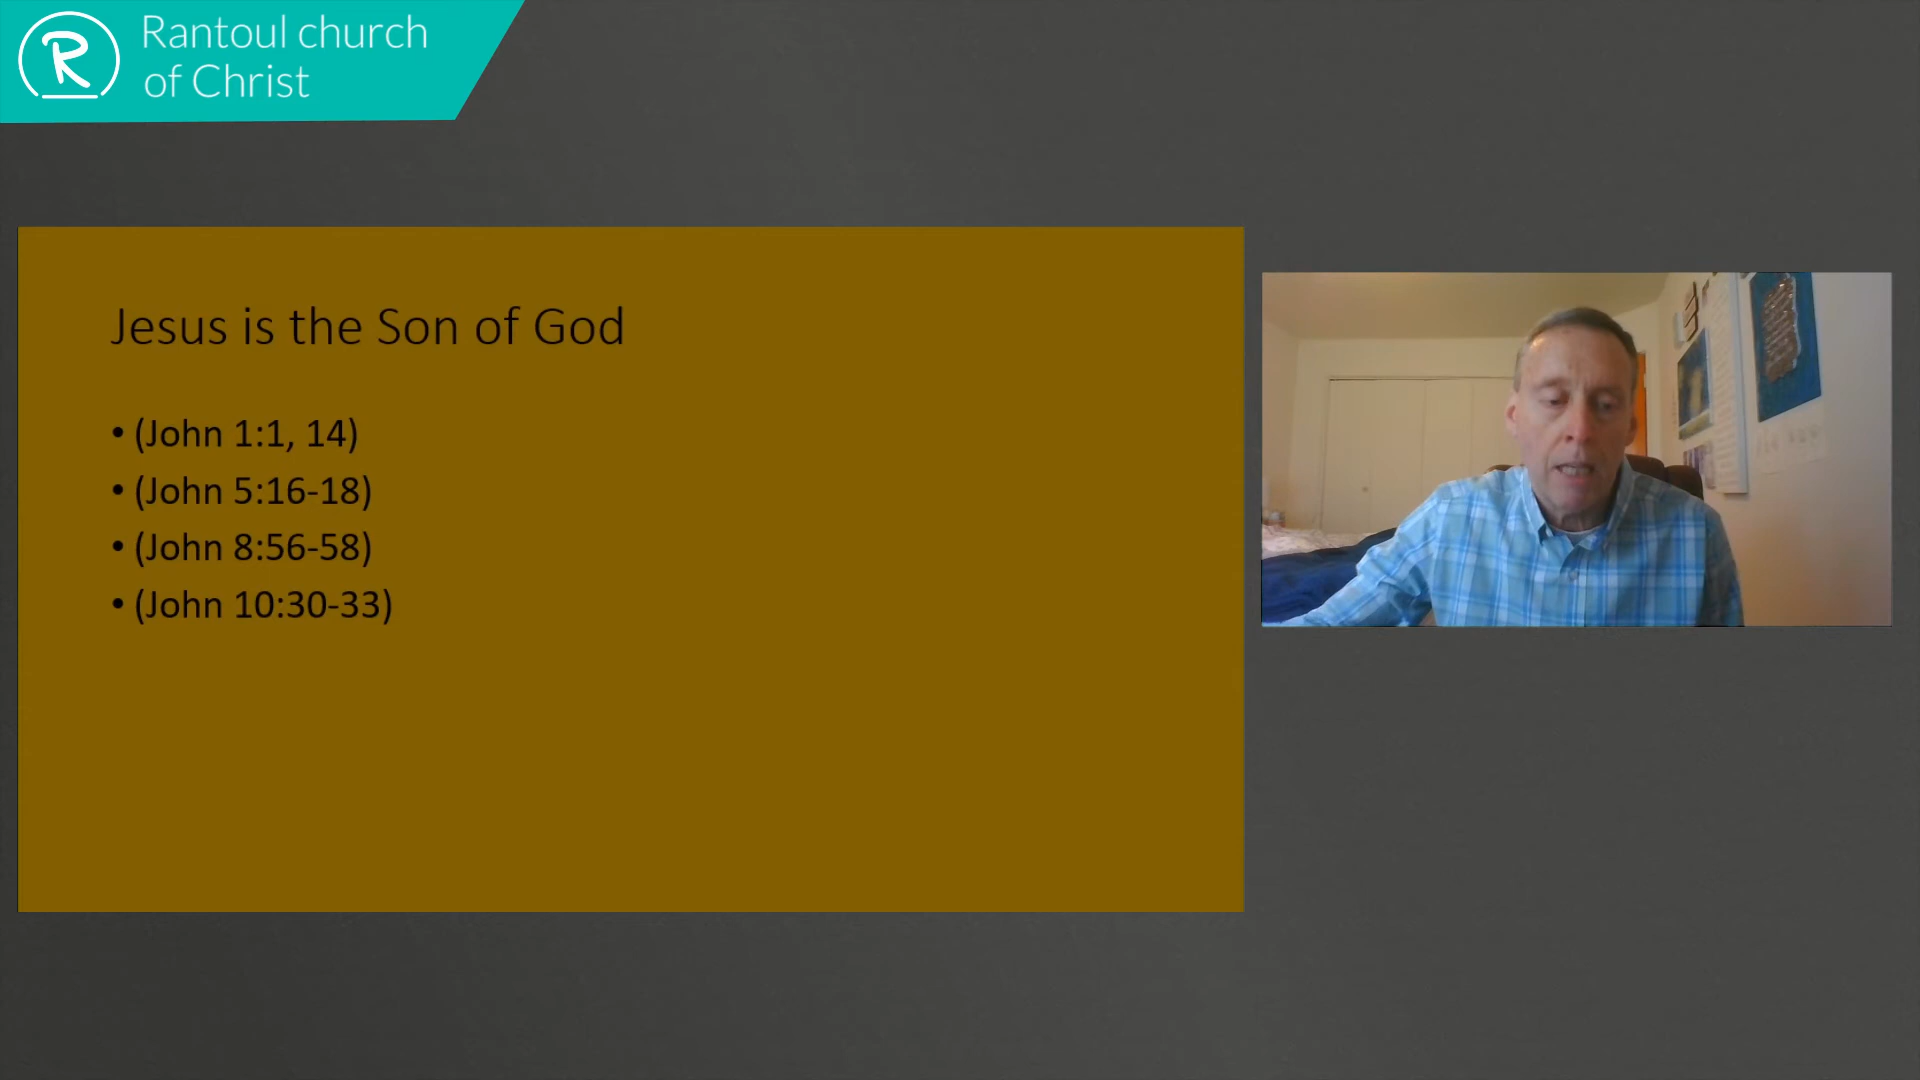 Rantoul church
of Christ
Jesus is the Son of God
• (John 1:1, 14)
• (John 5:16-18)
• (John 8:56-58)
• (John 10:30-33)